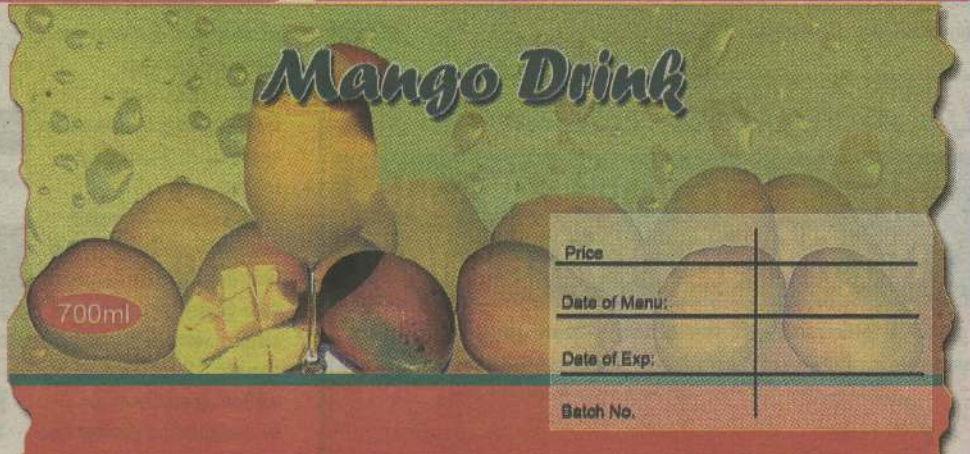 Mango Drink
Price
700ml
Date of Manu:
Date of Exp:
Batch No.